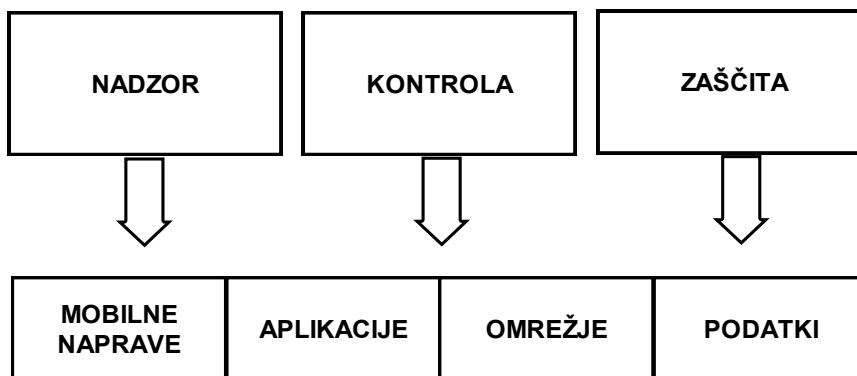 NADZOR
KONTROLA
ZAŠČITA
MOBILNE
NAPRAVE
APLIKACIJE
OMREŽJE
PODATKI